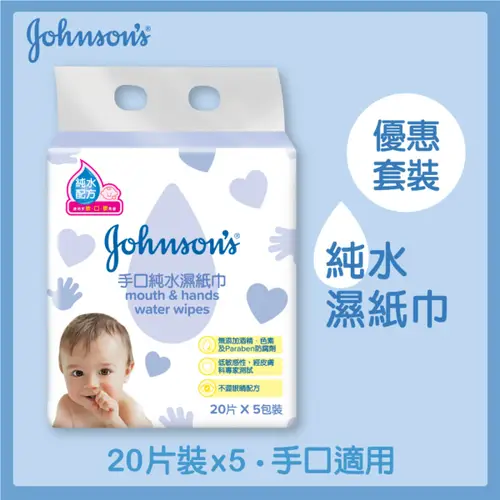 Johnson's®
優惠
套裝
純水
濕紙巾
純水
配方
Johnson's®
手口純水濕紙巾
mouth & hands
water wipes
無添加酒精、色素
及Paraben防腐劑
低敏感性，經皮膚
科專家測試
不澀眼睛配方
20片 X 5包裝
20片裝x5·手口適用